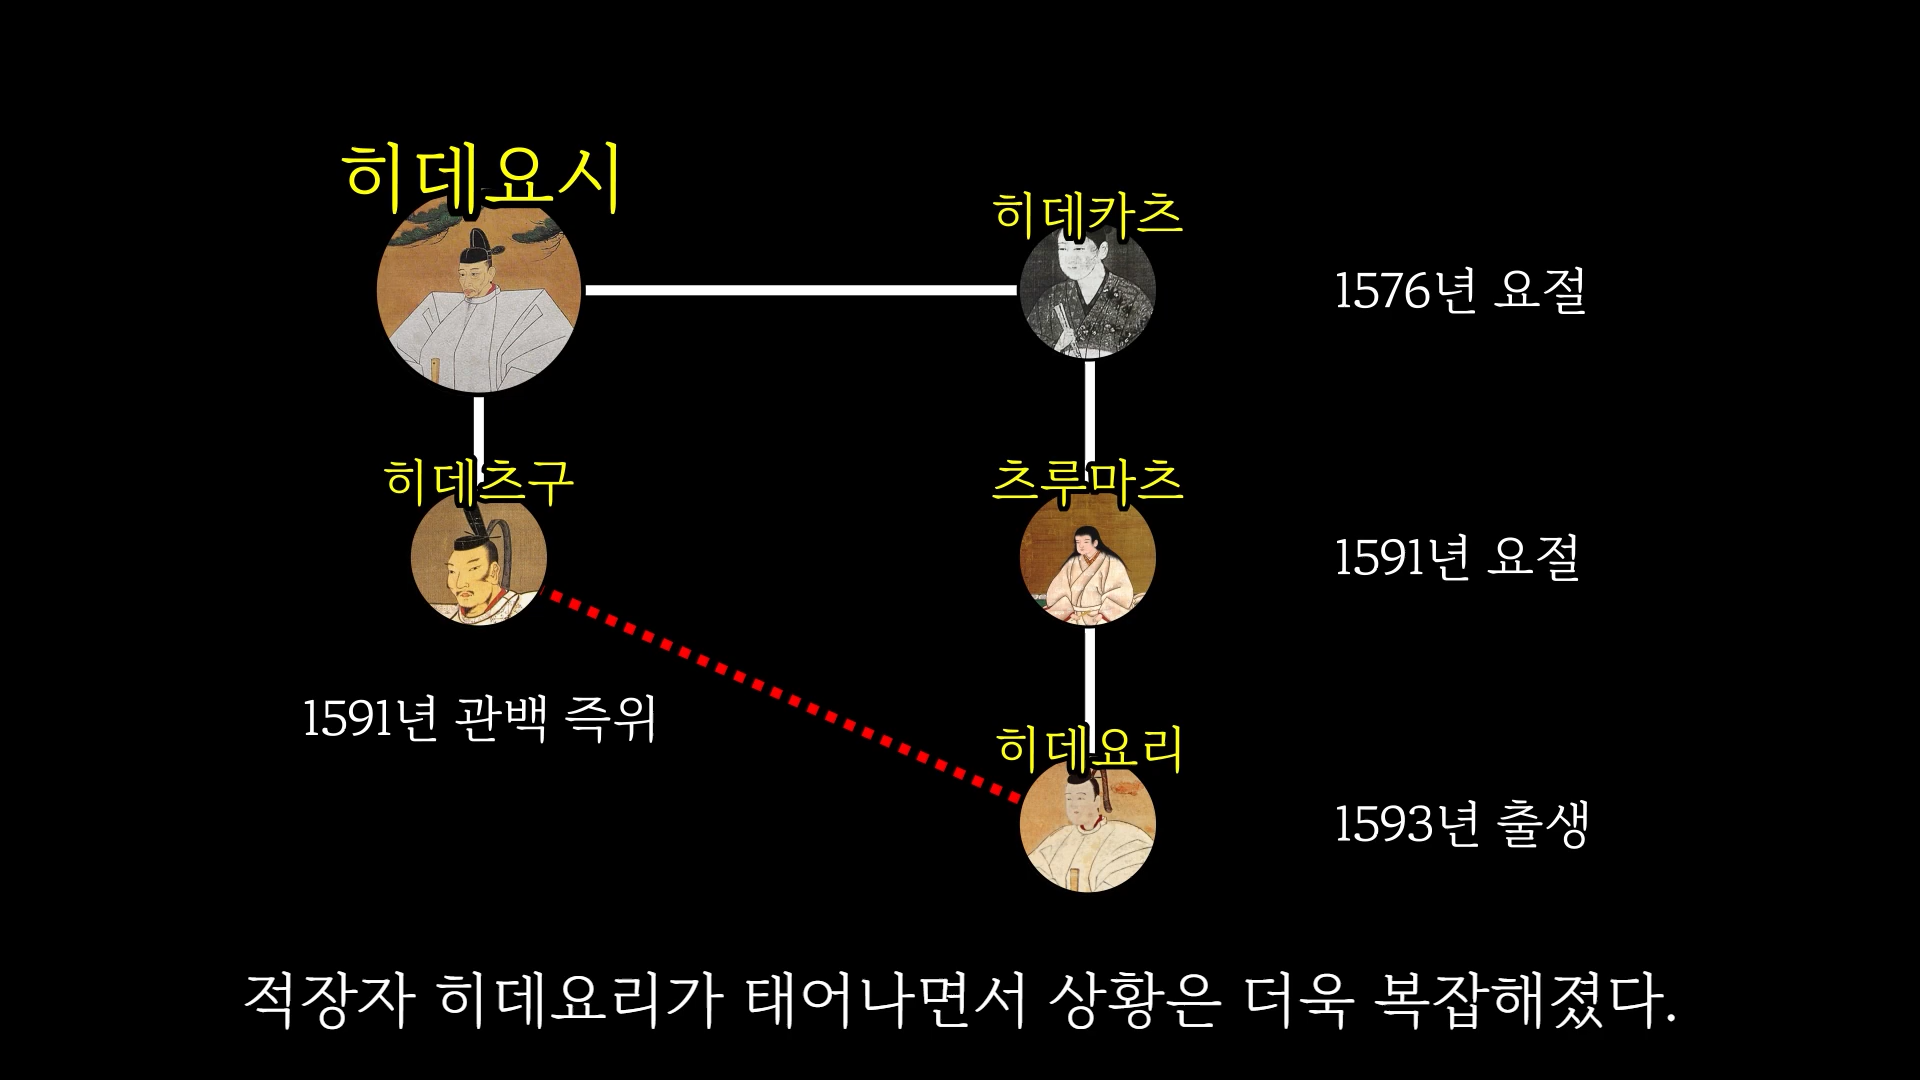 히데요시
히데카츠
1576년 요절
히데츠구
츠루마츠
1591년 요절
1591년 관백 즉위
히데요리
1593년 출생
적장자 히데요리가 태어나면서 상황은 더욱 복잡해졌다.